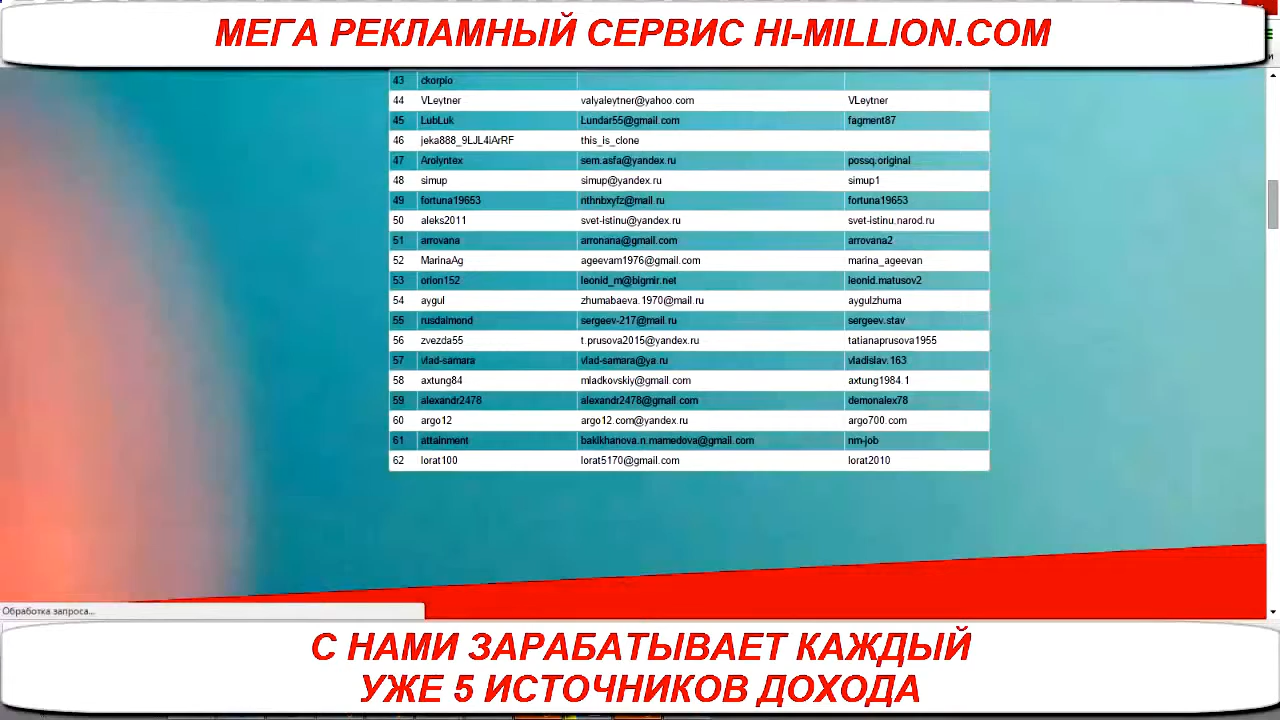 МЕГА РЕКЛАМНЫЙ СЕРВИС HI-MILLION.COM
43 ckorpio
44 VLeytner valyaleytner@yahoo.com VLeytner
45 LubLuk Lundar55@gmail.com fagment87
46 jeka888_9LJL4lArRF this_is_clone
47 Arolyntex sem.asfa@yandex.ru possq.original
48 simup simup@yandex.ru simup1
49 fortuna19653 nthnbxyfz@mail.ru fortuna19653
50 aleks2011 svet-istinu@yandex.ru svet-istinu.narod.ru
51 arrovana arronana@gmail.com arrovana2
52 MarinaAg ageevam1976@gmail.com marina_ageevan
53 orion152 leonid_m@bigmir.net leonid.matusov2
54 aygul zhumabaeva.1970@mail.ru aygulzhuma
55 rusdaimond sergeev-217@mail.ru sergeev.stav
56 zvezda55 t.prusova2015@yandex.ru tatianaprusova1955
57 vlad-samara vlad-samara@ya.ru vladislav.163
58 axtung84 mladkovskiy@gmail.com axtung1984.1
59 alexandr2478 alexandr2478@gmail.com demonalex78
60 argo12 argo12.com@yandex.ru argo700.com
61 attainment bakikhanova.n.mamedova@gmail.com nm-job
62 lorat100 lorat5170@gmail.com lorat2010
Обработка запроса...
С НАМИ ЗАРАБАТЫВАЕТ КАЖДЫЙ
УЖЕ 5 ИСТОЧНИКОВ ДОХОДА